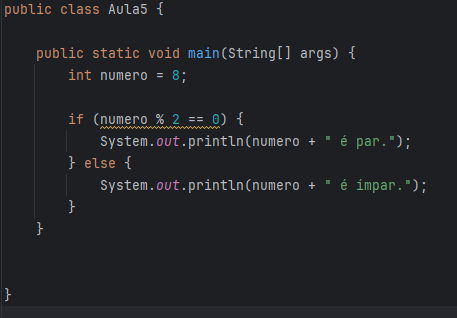 public class Aula5 {
public static void main(String[] args) {
int numero = 8;
if (numero % 2 == 0) {
System.out.println(numero + " é par.");
} else {
System.out.println(numero + " é ímpar.");
}
}
}